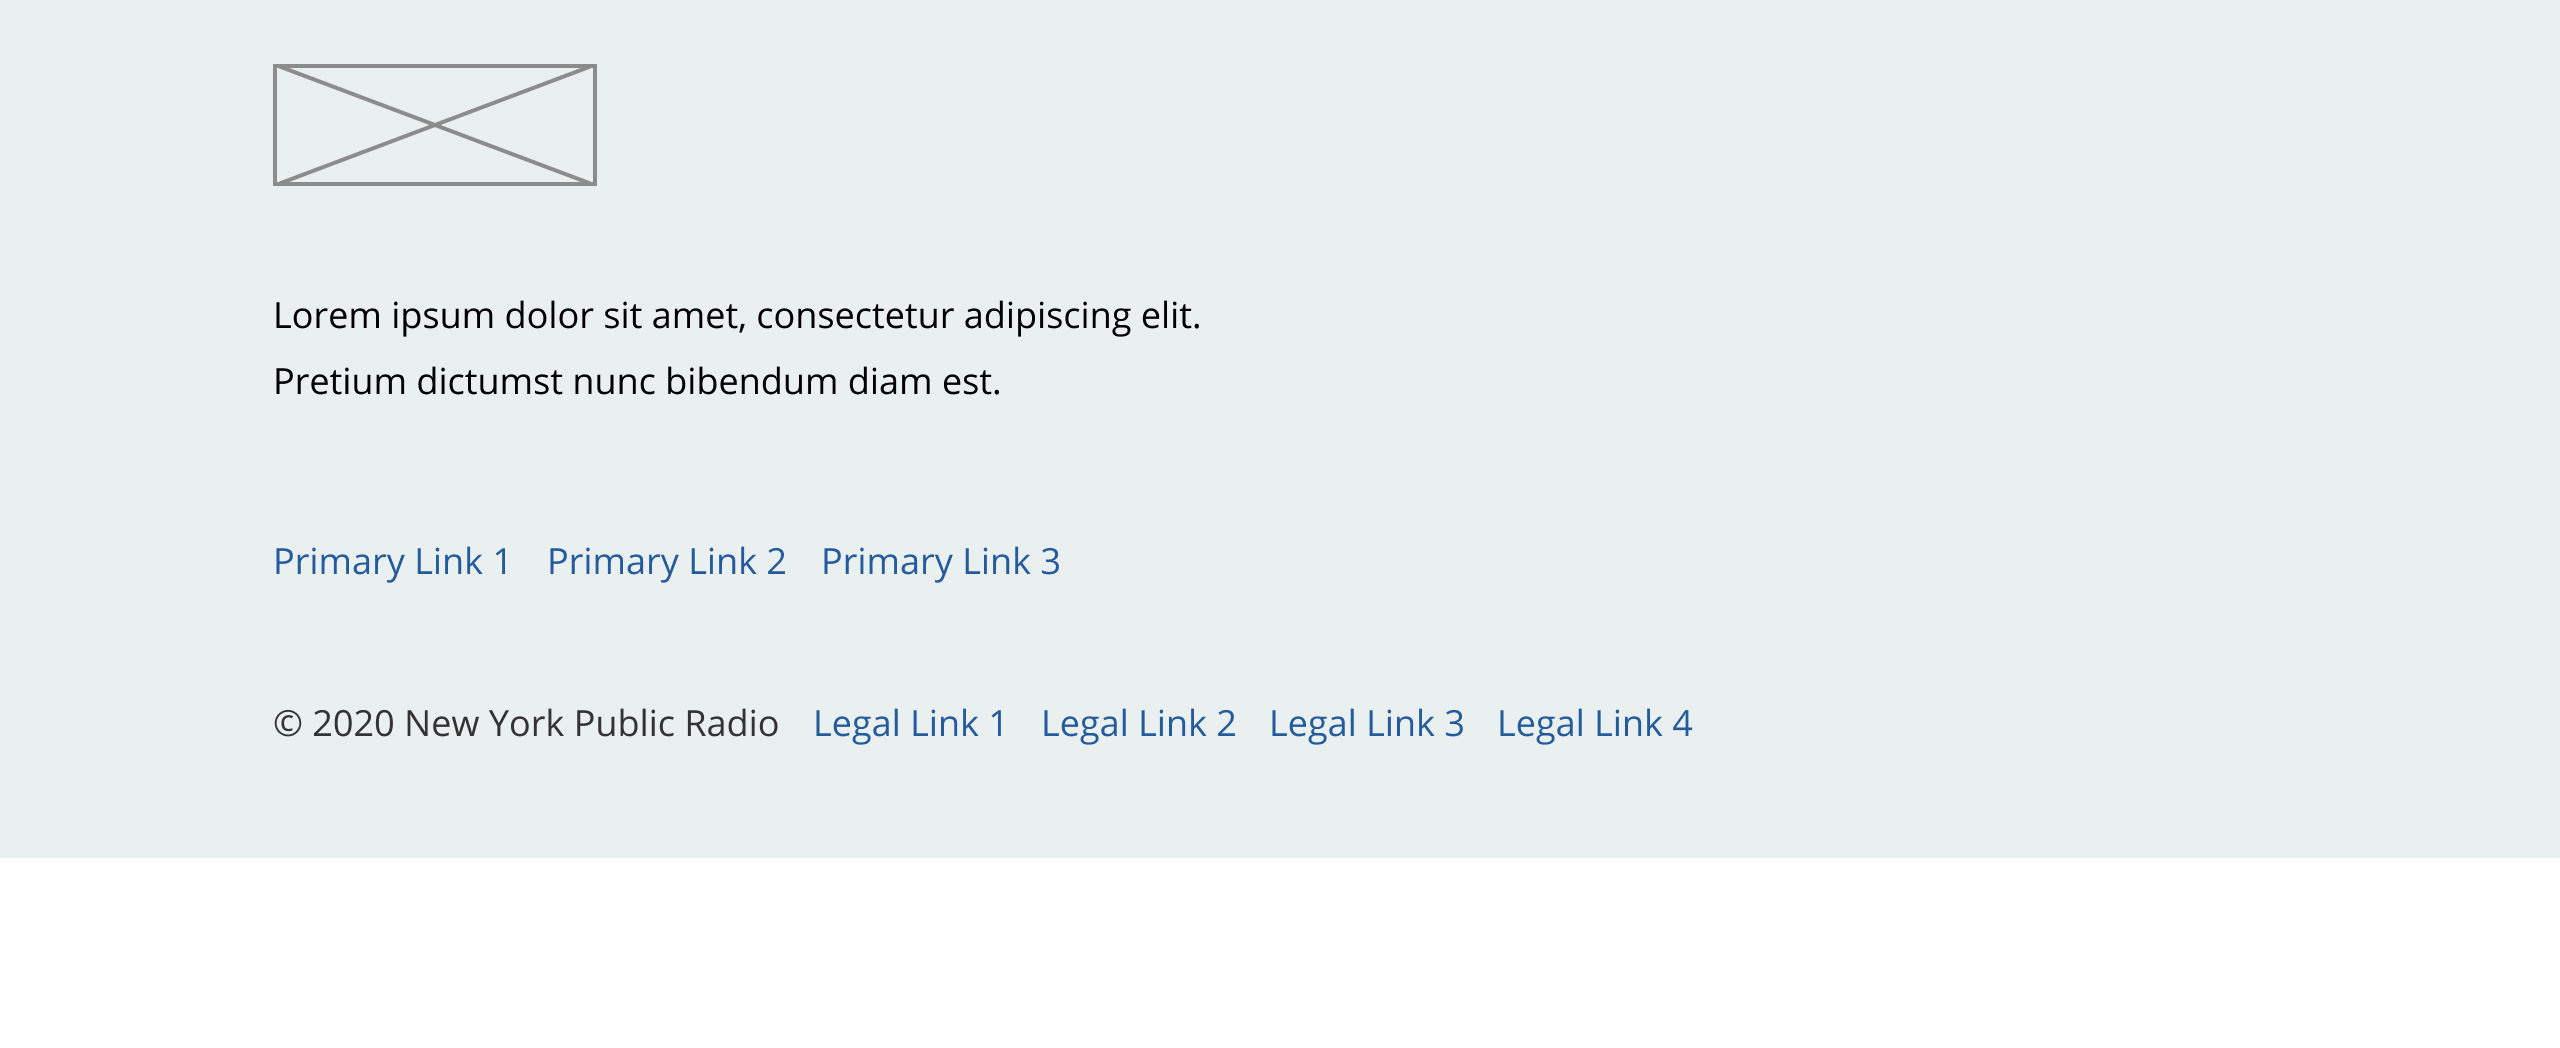 Lorem ipsum dolor sit amet, consectetur adipiscing elit.
Pretium dictumst nunc bibendum diam est.
Primary Link 1 Primary Link 2 Primary Link 3
© 2020 New York Public Radio Legal Link 1 Legal Link 2 Legal Link 3 Legal Link 4